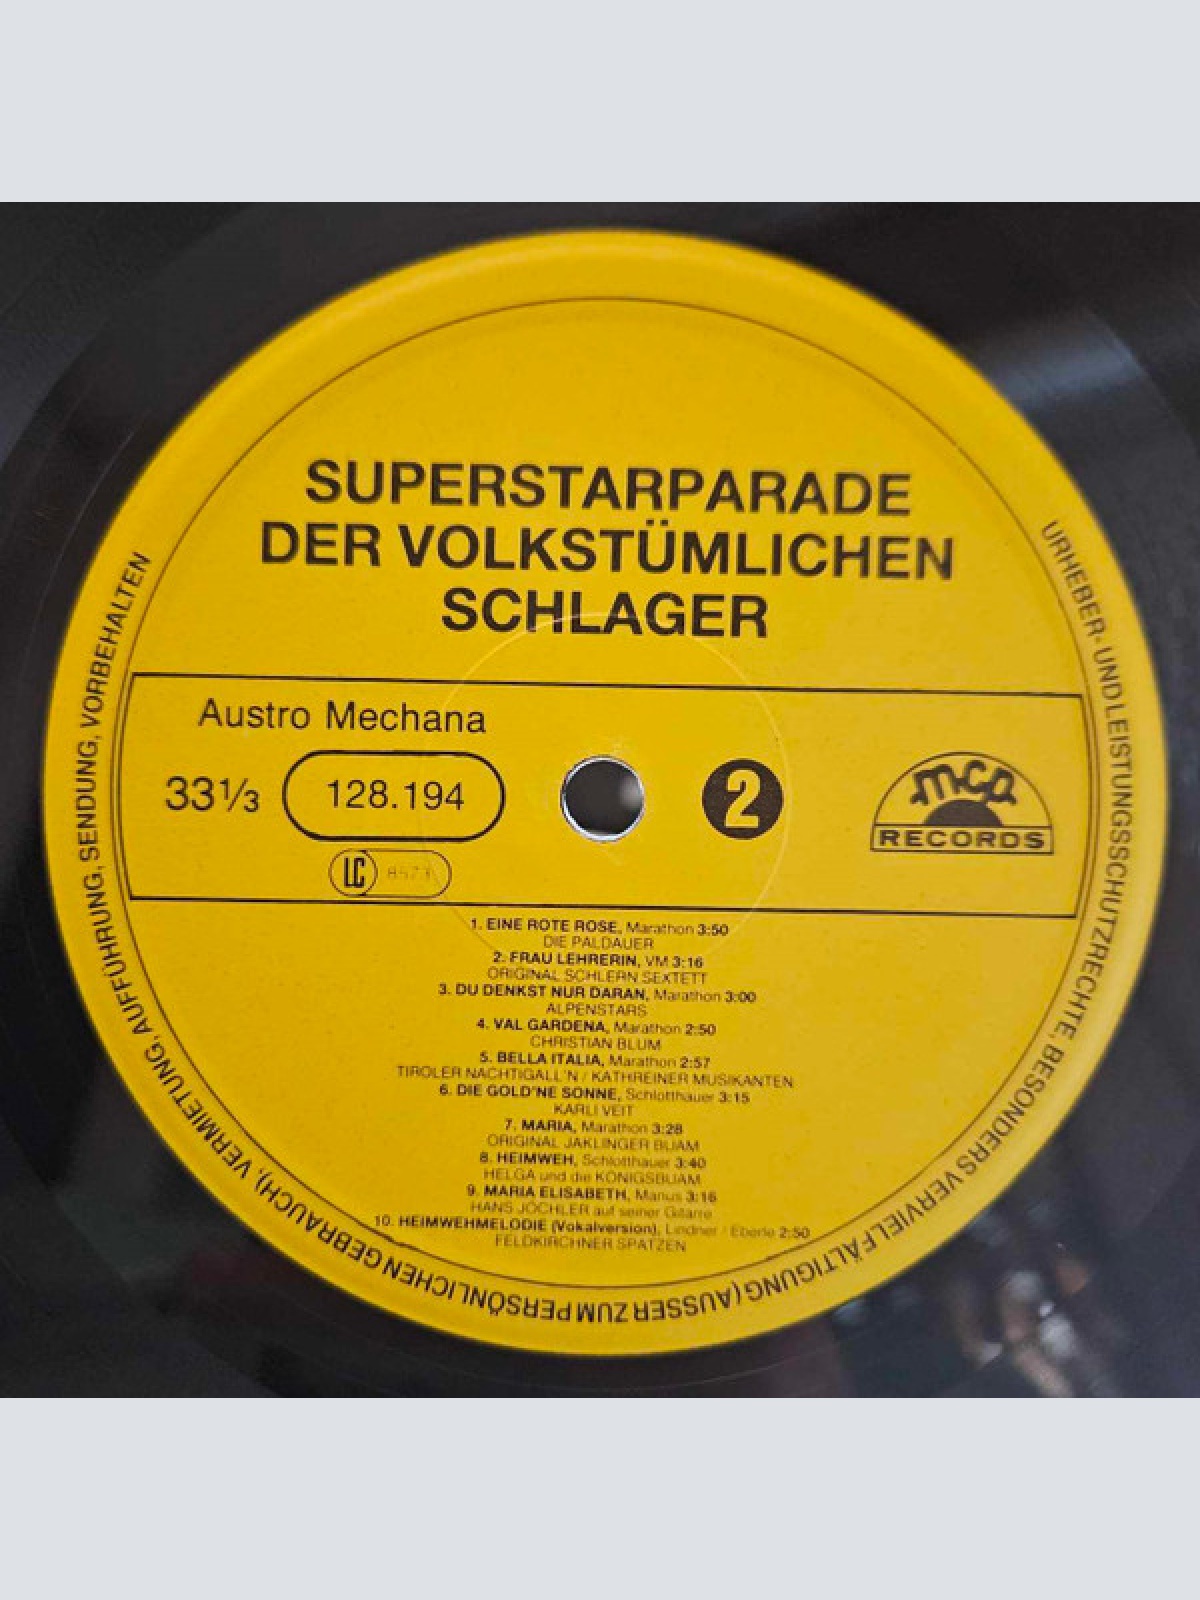 SUPERSTARPARADE
DER VOLKSTÜMLICHEN
SCHLAGER
Austro Mechana
33⅓ 128.194 2
mcp
RECORDS
LC 8573
1. EINE ROTE ROSE, Marathon 3:50
DIE PALDAUER
2. FRAU LEHRERIN, VM 3:16
ORIGINAL SCHLERN SEXTETT
3. DU DENKST NUR DARAN, Marathon 3:00
ALPENSTARS
4. VAL GARDENA, Marathon 2:50
CHRISTIAN BLUM
5. BELLA ITALIA, Marathon 2:57
TIROLER NACHTIGALL'N / KATHREINER MUSIKANTEN
6. DIE GOLD'NE SONNE, Schlotthauer 3:15
KARLI VEIT
7. MARIA, Marathon 3:28
ORIGINAL JAKLINGER BUAM
8. HEIMWEH, Schlotthauer 3:40
HELGA und die KÖNIGSBUAM
9. MARIA ELISABETH, Marius 3:16
HANS JÖCHLER auf seiner Gitarre
10. HEIMWEHMELODIE (Vokalversion), Lindner / Eberle 2:50
FELDKIRCHNER SPATZEN
URHEBER- UND LEISTUNGSSCHUTZRECHTE, BESONDERS VERVIELFÄLTIGUNG (AUSSER ZUM PERSÖNLICHEN GEBRAUCH), VERMIETUNG, AUFFÜHRUNG, SENDUNG, VORBEHALTEN